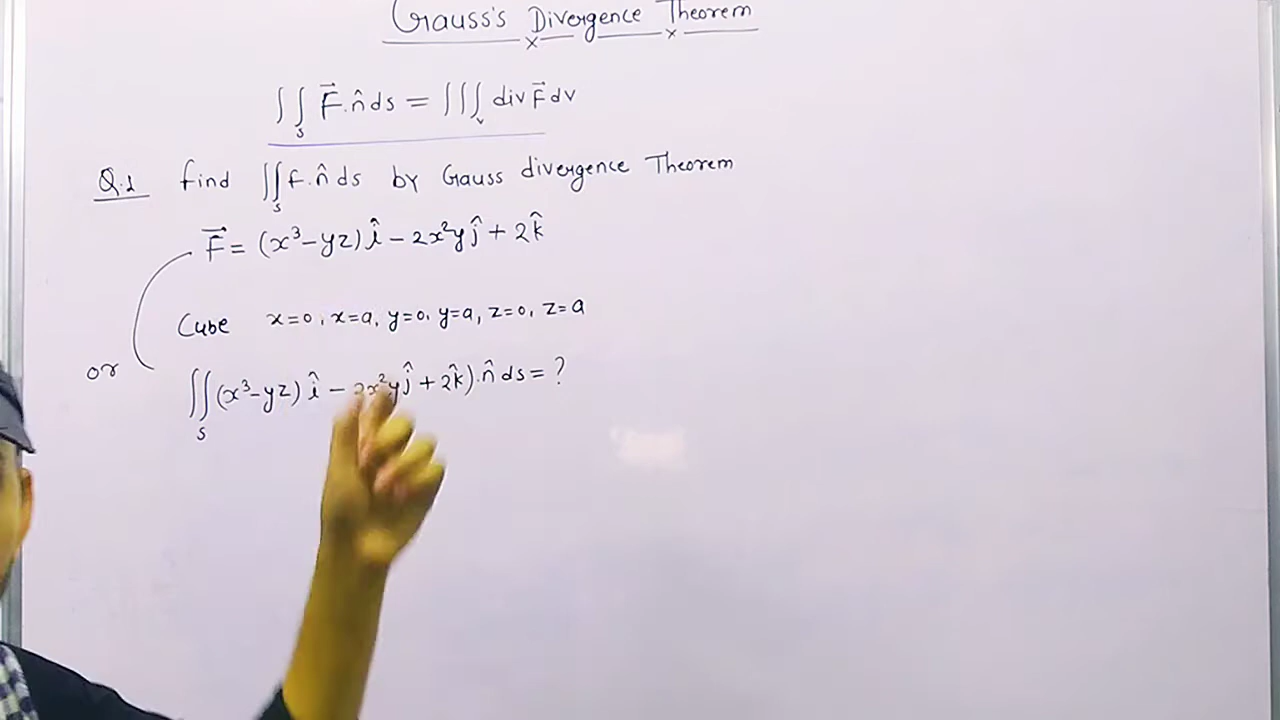 Gauss's Divergence Theorem
∬ₛ F⃗.n̂ ds = ∭ᵥ div F⃗ dv
Q.1 find ∬ₛ f.n̂ ds by Gauss divergence Theorem
F⃗ = (x³-yz) î - 2x²y ĵ + 2k̂
Cube x=0, x=a, y=0, y=a, z=0, z=a
or ∬ₛ (x³-yz) î - 2x²y ĵ + 2k̂).n̂ ds = ?